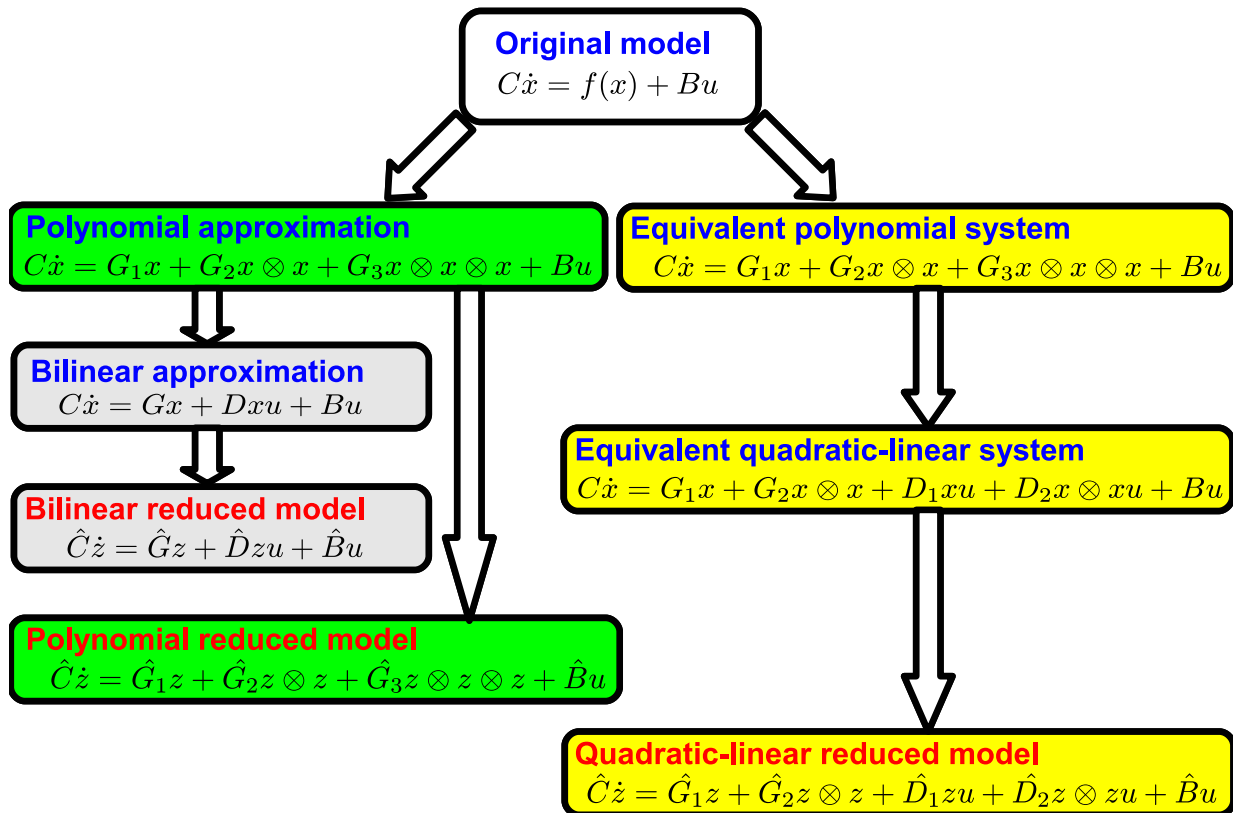 Original model
Cẋ = f(x) + Bu
Polynomial approximation
Cẋ = G₁x + G₂x ⊗ x + G₃x ⊗ x ⊗ x + Bu
Equivalent polynomial system
Cẋ = G₁x + G₂x ⊗ x + G₃x ⊗ x ⊗ x + Bu
Bilinear approximation
Cẋ = Gx + Dxu + Bu
Equivalent quadratic-linear system
Cẋ = G₁x + G₂x ⊗ x + D₁xu + D₂x ⊗ xu + Bu
Bilinear reduced model
Ĉż = Ĝz + D̂zu + B̂u
Polynomial reduced model
Ĉż = Ĝ₁z + Ĝ₂z ⊗ z + Ĝ₃z ⊗ z ⊗ z + B̂u
Quadratic-linear reduced model
Ĉż = Ĝ₁z + Ĝ₂z ⊗ z + D̂₁zu + D̂₂z ⊗ zu + B̂u